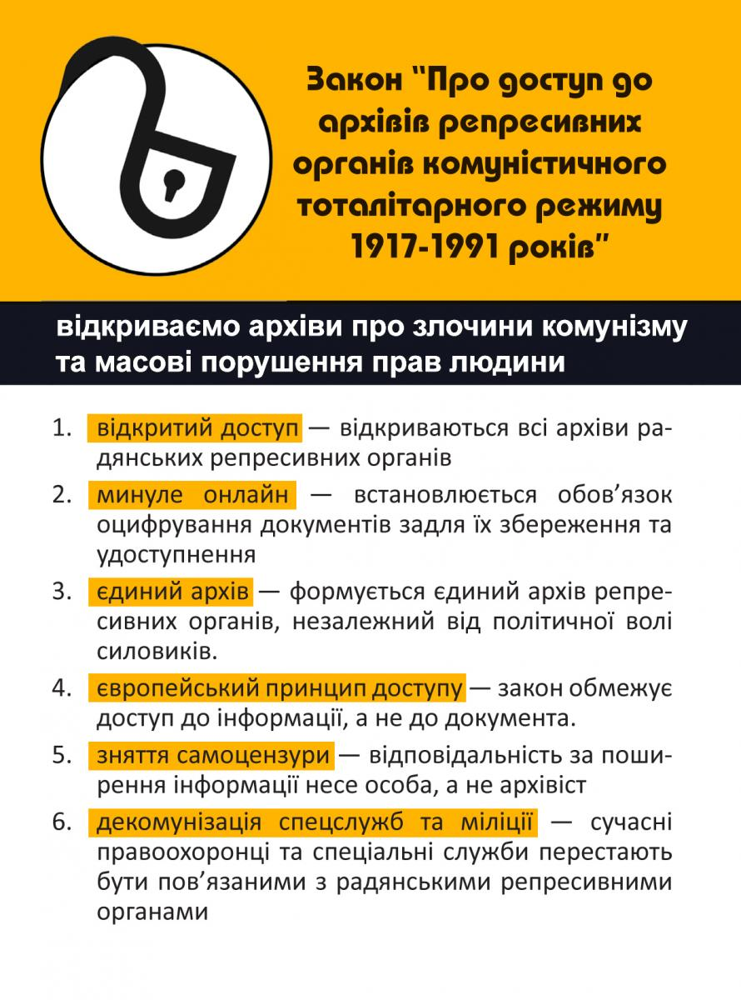 Закон “Про доступ до
архівів репресивних
органів комуністичного
тоталітарного режиму
1917-1991 років”
відкриваємо архіви про злочини комунізму
та масові порушення прав людини
1. відкритий доступ — відкриваються всі архіви ра-
дянських репресивних органів
2. минуле онлайн — встановлюється обов’язок
оцифрування документів задля їх збереження та
удоступнення
3. єдиний архів — формується єдиний архів репре-
сивних органів, незалежний від політичної волі
силовиків.
4. європейський принцип доступу — закон обмежує
доступ до інформації, а не до документа.
5. зняття самоцензури — відповідальність за поши-
рення інформації несе особа, а не архівіст
6. декомунізація спецслужб та міліції — сучасні
правоохоронці та спеціальні служби перестають
бути пов’язаними з радянськими репресивними
органами